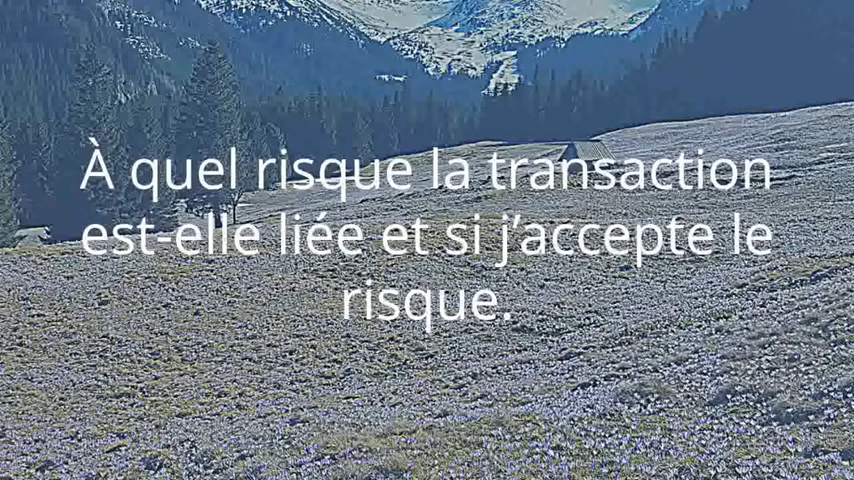 À quel risque la transaction
est-elle liée et si j’accepte le
risque.